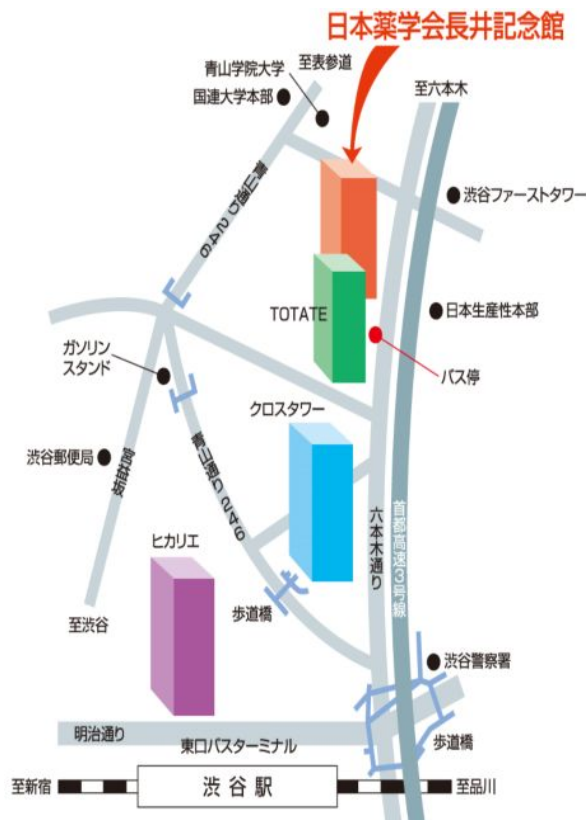 日本薬学会長井記念館
青山学院大学
至表参道
国連大学本部
至六本木
青山通り246
渋谷ファーストタワー
TOTATE
日本生産性本部
ガソリン
スタンド
バス停
クロスタワー
渋谷郵便局
宮益坂
青山通り246
六本木通り
首都高速3号線
ヒカリエ
至渋谷
歩道橋
渋谷警察署
明治通り
東口バスターミナル
歩道橋
至新宿
渋谷駅
至品川